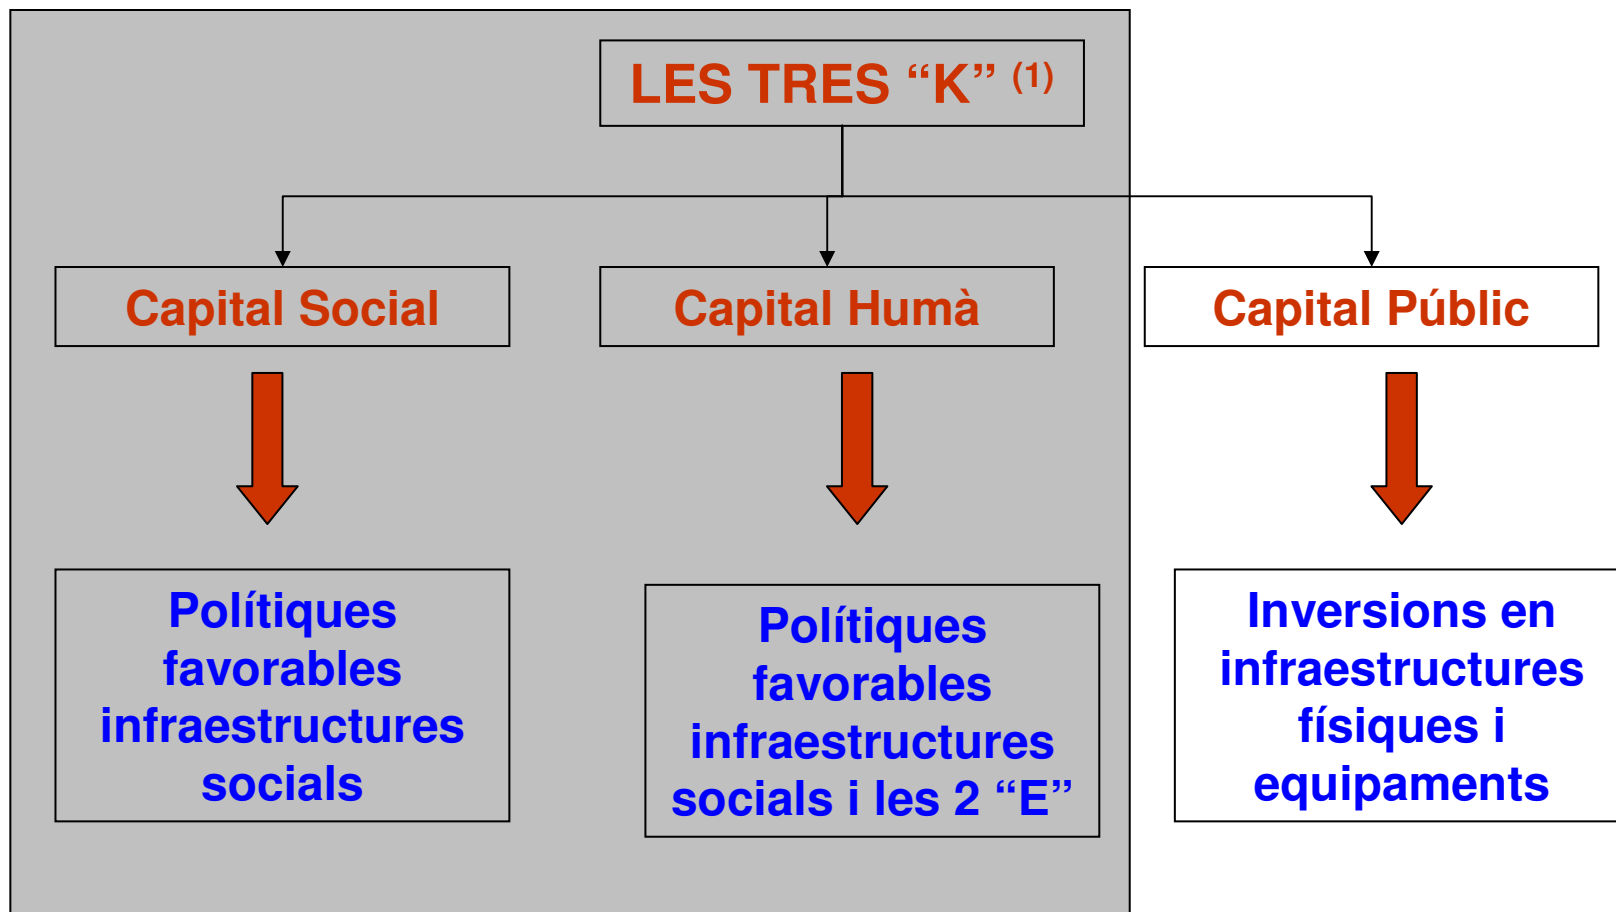 LES TRES “K” (1)
Capital Social
Capital Humà
Capital Públic
Polítiques
favorables
infraestructures
socials
Polítiques
favorables
infraestructures
socials i les 2 “E”
Inversions en
infraestructures
físiques i
equipaments